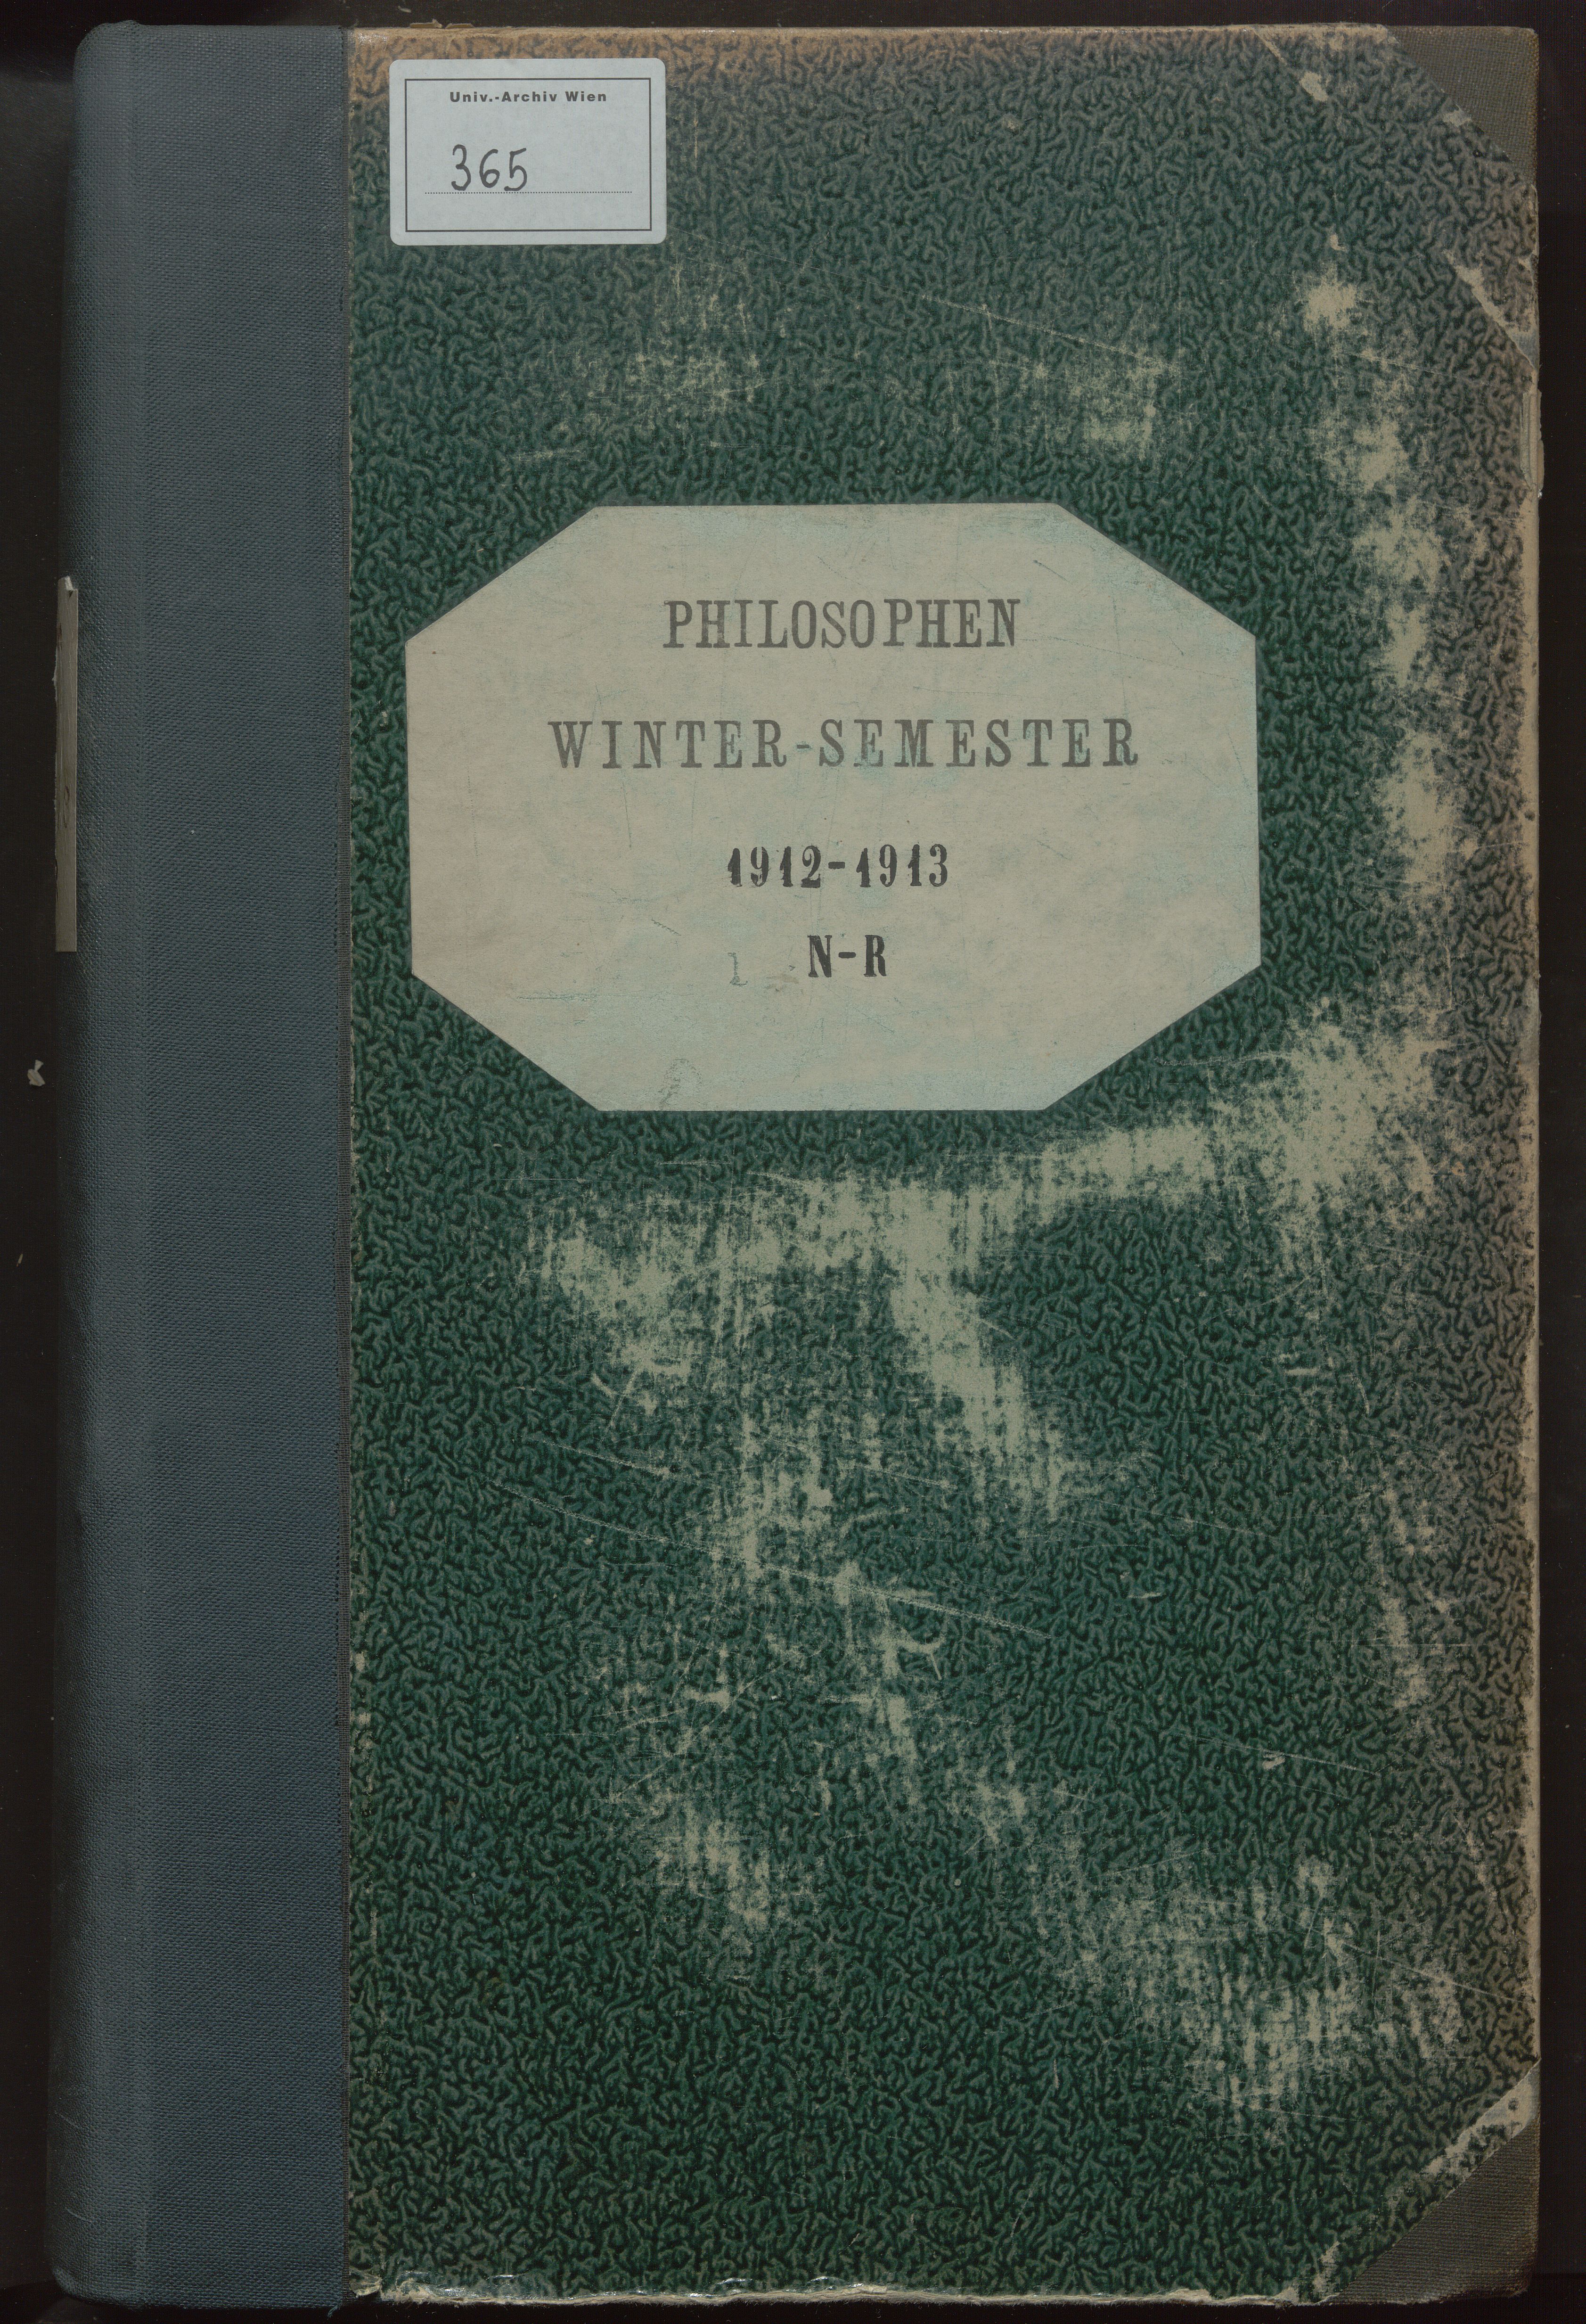 Univ.-Archiv Wien
365
PHILOSOPHEN
WINTER-SEMESTER
1912-1913
N-R